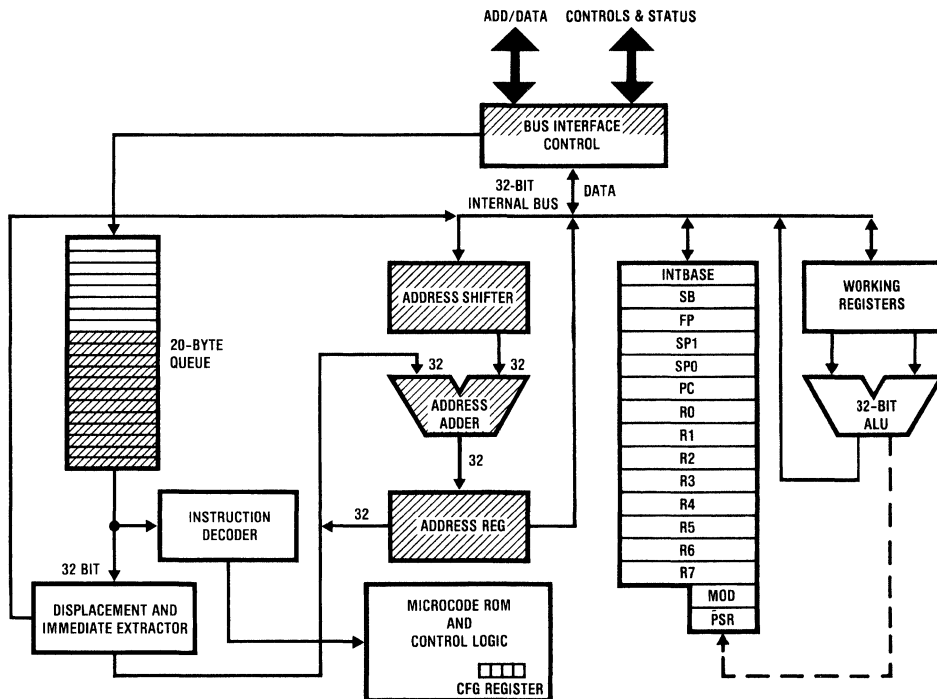 ADD/DATA
CONTROLS & STATUS
BUS INTERFACE
CONTROL
32-BIT
INTERNAL BUS
DATA
20-BYTE
QUEUE
ADDRESS SHIFTER
32
32
ADDRESS
ADDER
32
32
ADDRESS REG
INSTRUCTION
DECODER
32 BIT
DISPLACEMENT AND
IMMEDIATE EXTRACTOR
MICROCODE ROM
AND
CONTROL LOGIC
CFG REGISTER
INTBASE
SB
FP
SP1
SP0
PC
R0
R1
R2
R3
R4
R5
R6
R7
MOD
PSR
WORKING
REGISTERS
32-BIT
ALU